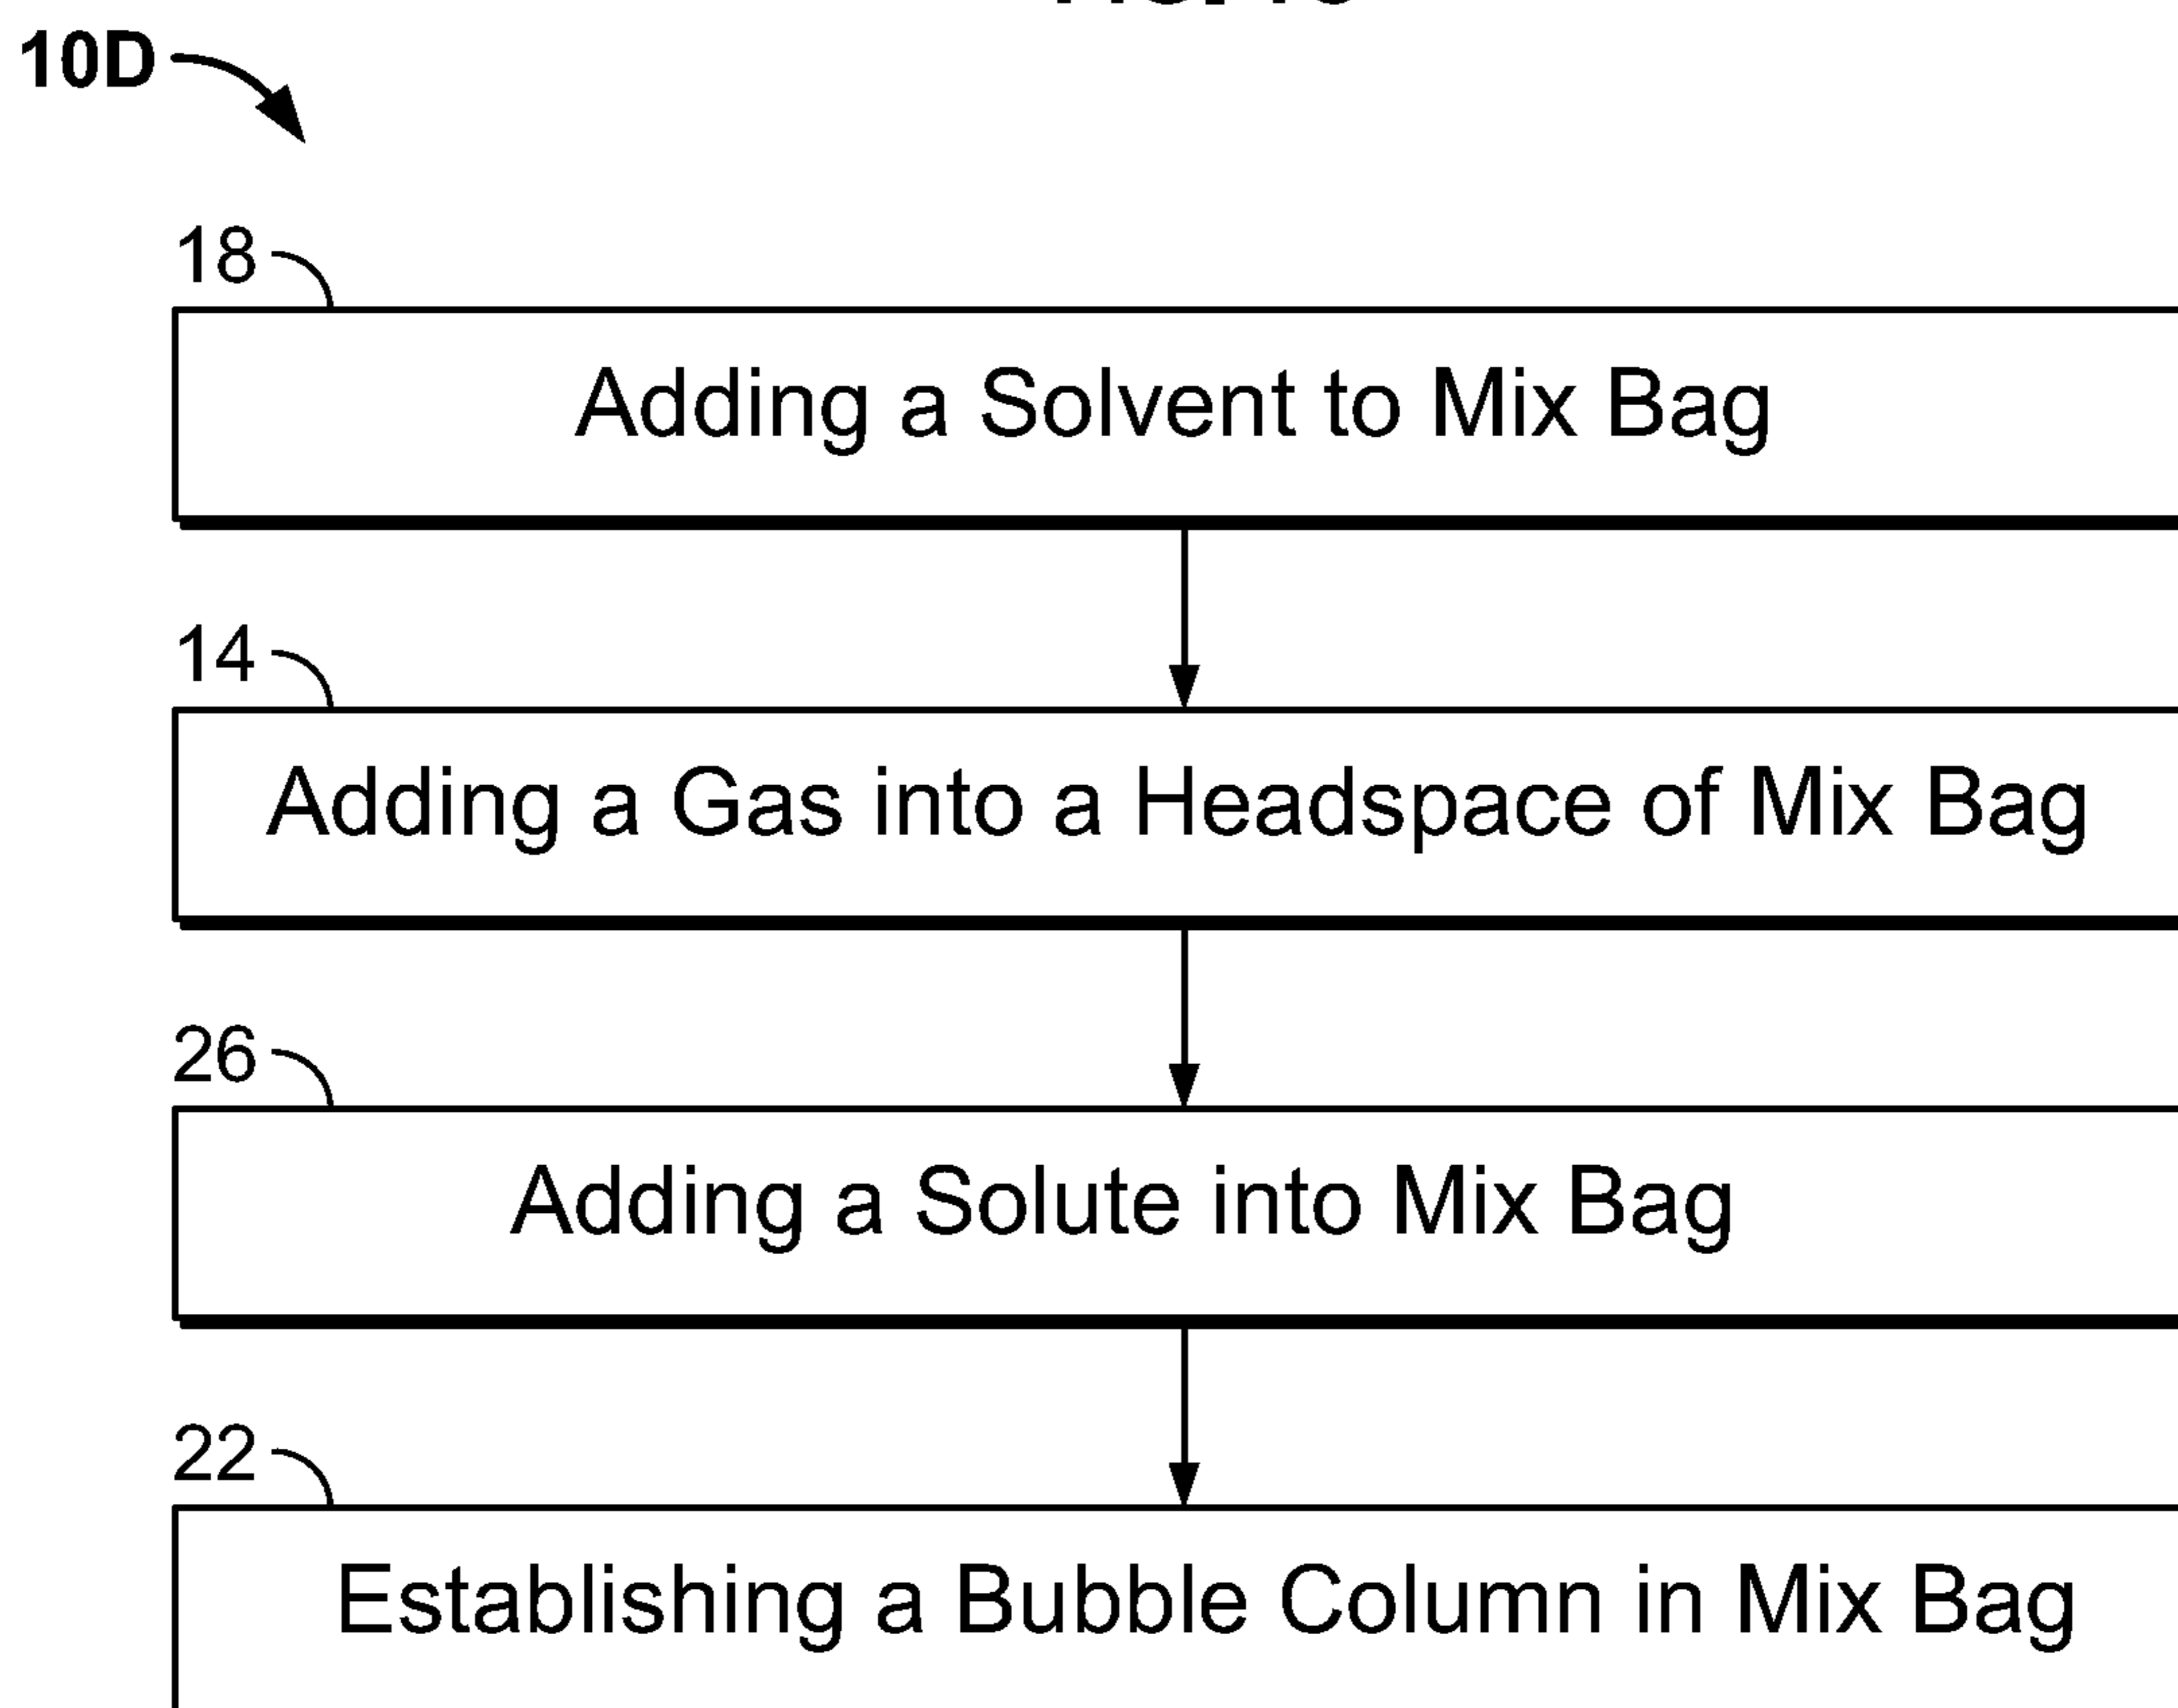 10D
18
Adding a Solvent to Mix Bag
14
Adding a Gas into a Headspace of Mix Bag
26
Adding a Solute into Mix Bag
22
Establishing a Bubble Column in Mix Bag